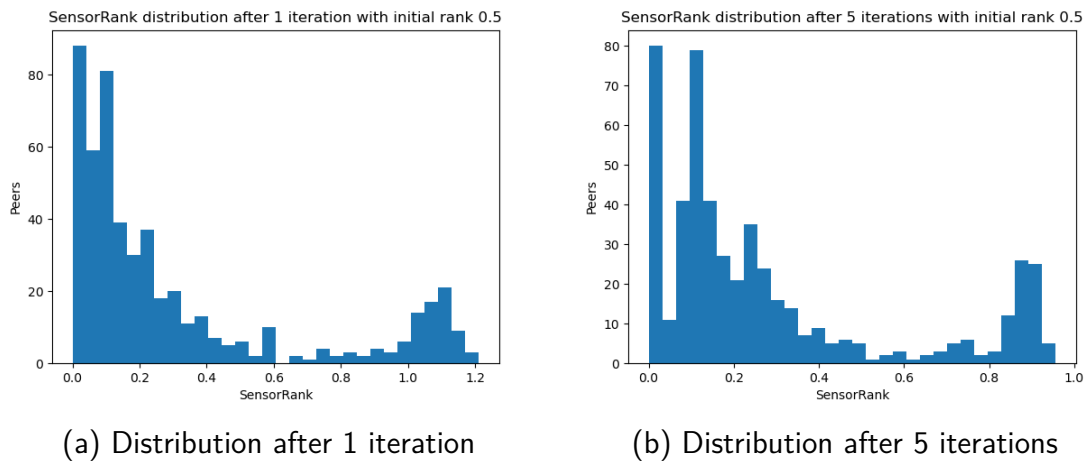 SensorRank distribution after 1 iteration with initial rank 0.5
80
60
40
20
0
Peers
0.0 0.2 0.4 0.6 0.8 1.0 1.2
SensorRank
(a) Distribution after 1 iteration
SensorRank distribution after 5 iterations with initial rank 0.5
80
70
60
50
40
30
20
10
0
Peers
0.0 0.2 0.4 0.6 0.8 1.0
SensorRank
(b) Distribution after 5 iterations